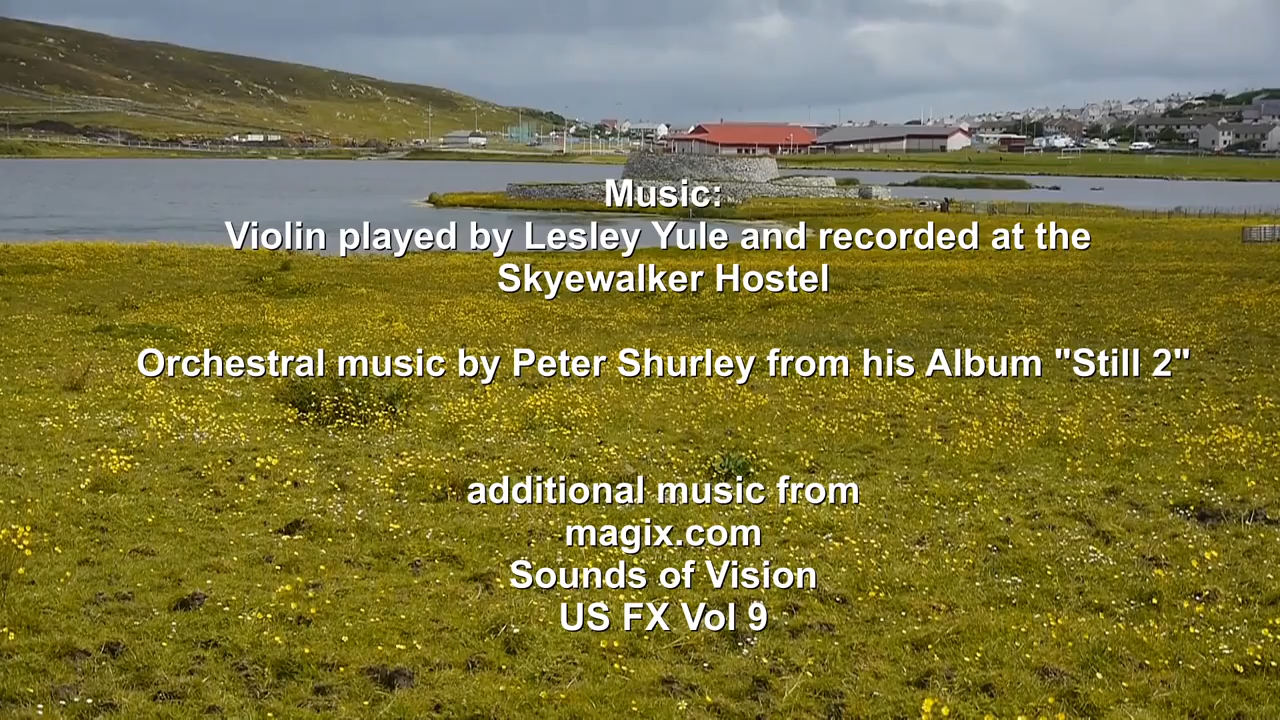 Music:
Violin played by Lesley Yule and recorded at the
Skyewalker Hostel
Orchestral music by Peter Shurley from his Album "Still 2"
additional music from
magix.com
Sounds of Vision
US FX Vol 9